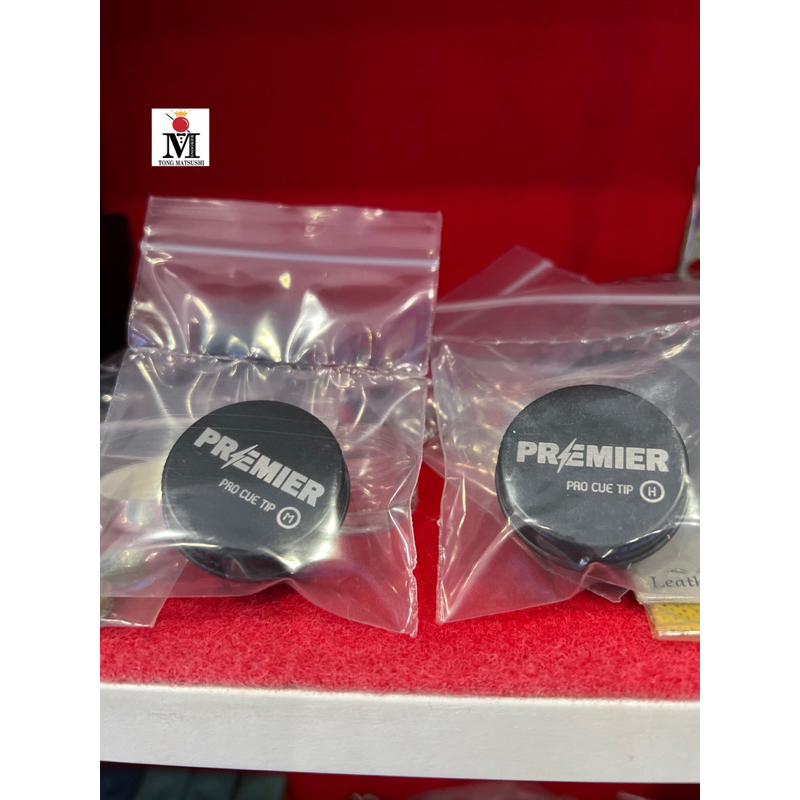 M
TONG MATSUSHI
PREMIER
PRO CUE TIP M
PREMIER
PRO CUE TIP H